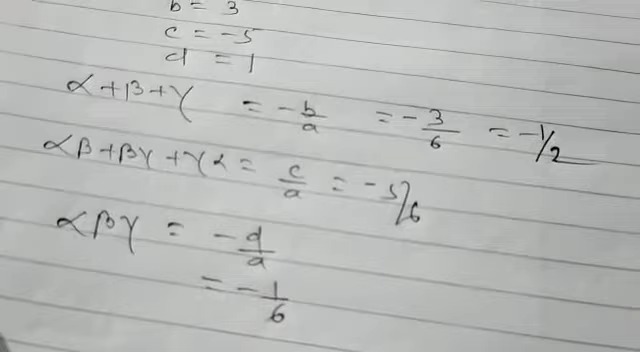 b = 3
c = -5
d = 1
α+β+γ = -b/a = -3/6 = -1/2
αβ+βγ+γα = c/a = -5/6
αβγ = -d/a
= -1/6